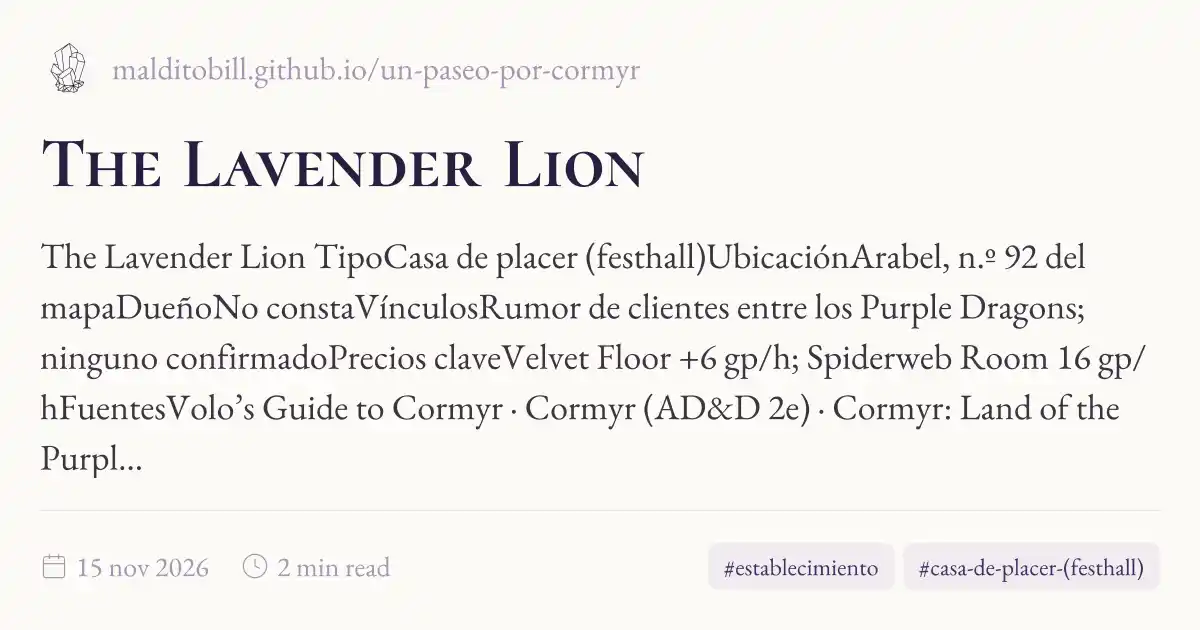 malditobill.github.io/un-paseo-por-cormyr
The Lavender Lion
The Lavender Lion TipoCasa de placer (festhall)UbicaciónArabel, n.º 92 del
mapaDueñoNo constaVínculosRumor de clientes entre los Purple Dragons;
ninguno confirmadoPrecios claveVelvet Floor +6 gp/h; Spiderweb Room 16 gp/
hFuentesVolo’s Guide to Cormyr · Cormyr (AD&D 2e) · Cormyr: Land of the
Purpl...
15 nov 2026 2 min read #establecimiento #casa-de-placer-(festhall)